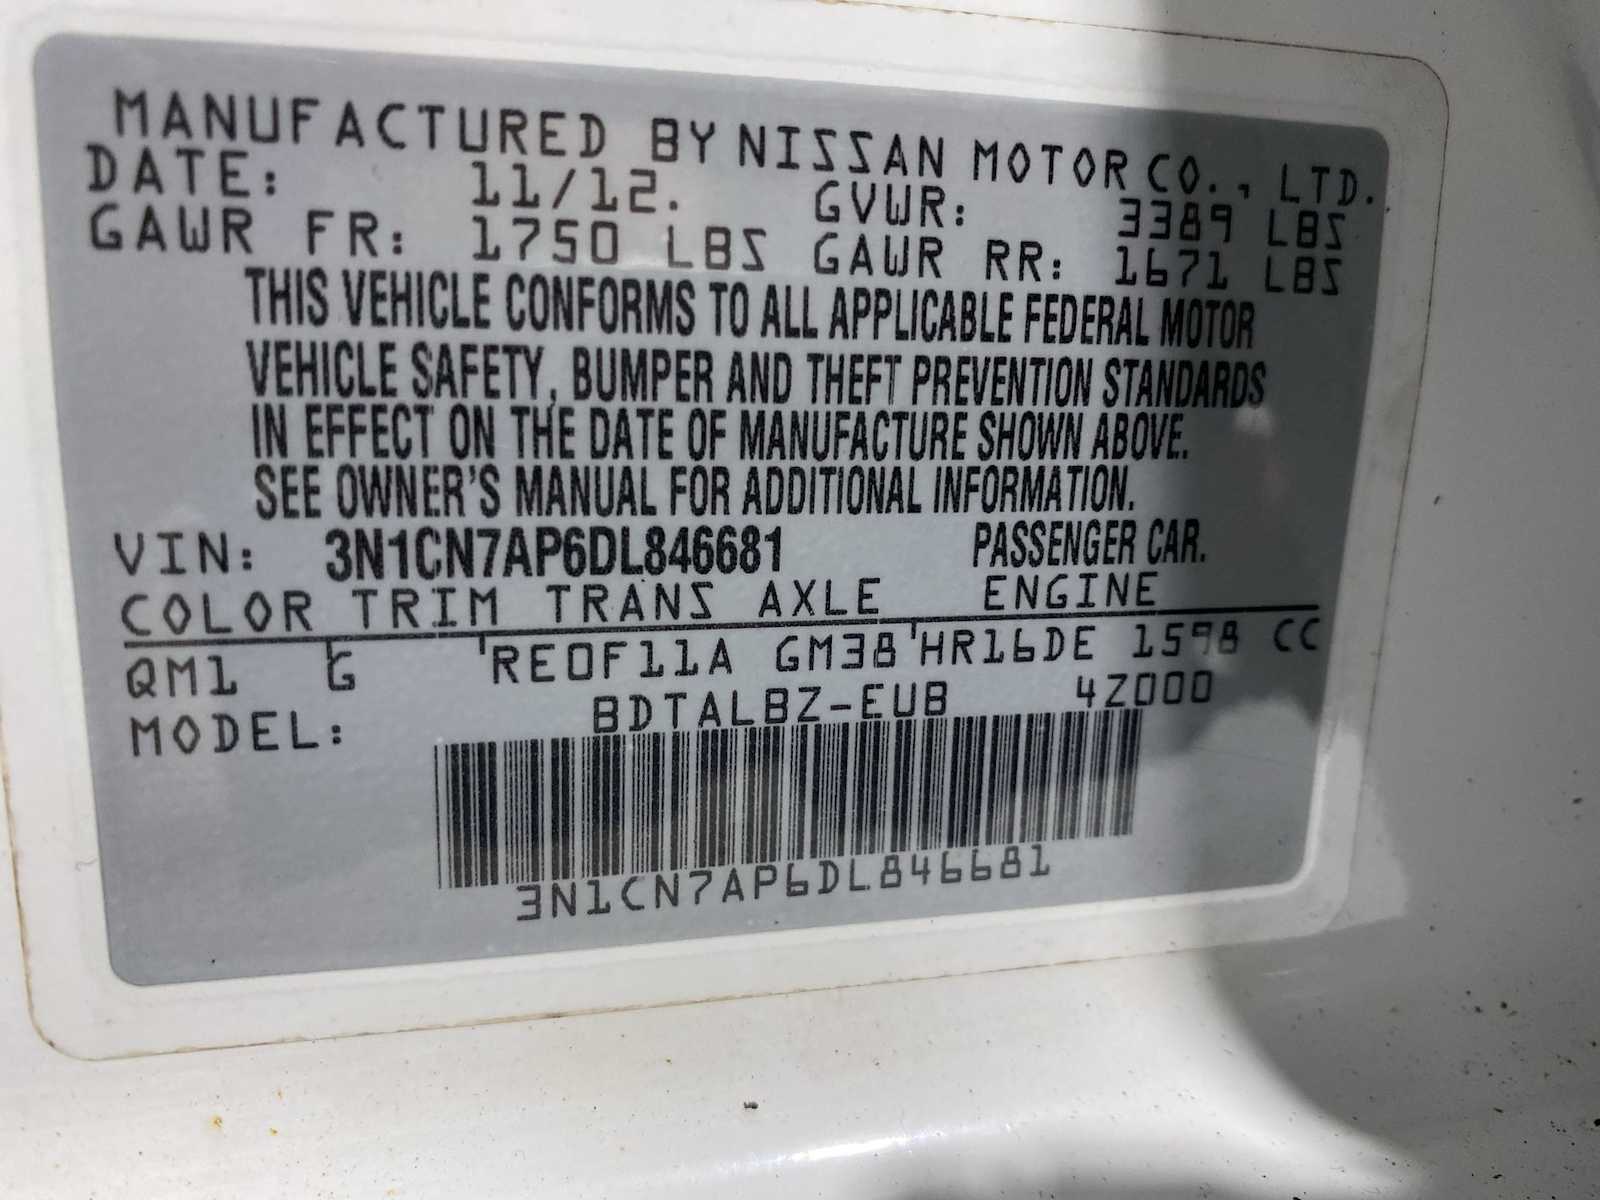 MANUFACTURED BY NISSAN MOTOR CO., LTD.
DATE: 11/12. GVWR: 3389 LBS
GAWR FR: 1750 LBS GAWR RR: 1671 LBS
THIS VEHICLE CONFORMS TO ALL APPLICABLE FEDERAL MOTOR
VEHICLE SAFETY, BUMPER AND THEFT PREVENTION STANDARDS
IN EFFECT ON THE DATE OF MANUFACTURE SHOWN ABOVE.
SEE OWNER'S MANUAL FOR ADDITIONAL INFORMATION.
VIN: 3N1CN7AP6DL846681 PASSENGER CAR.
COLOR TRIM TRANS AXLE ENGINE
QM1 G RE0F11A GM38 HR16DE 1598 CC
MODEL: BDTALBZ-EUB 4Z000
3N1CN7AP6DL846681